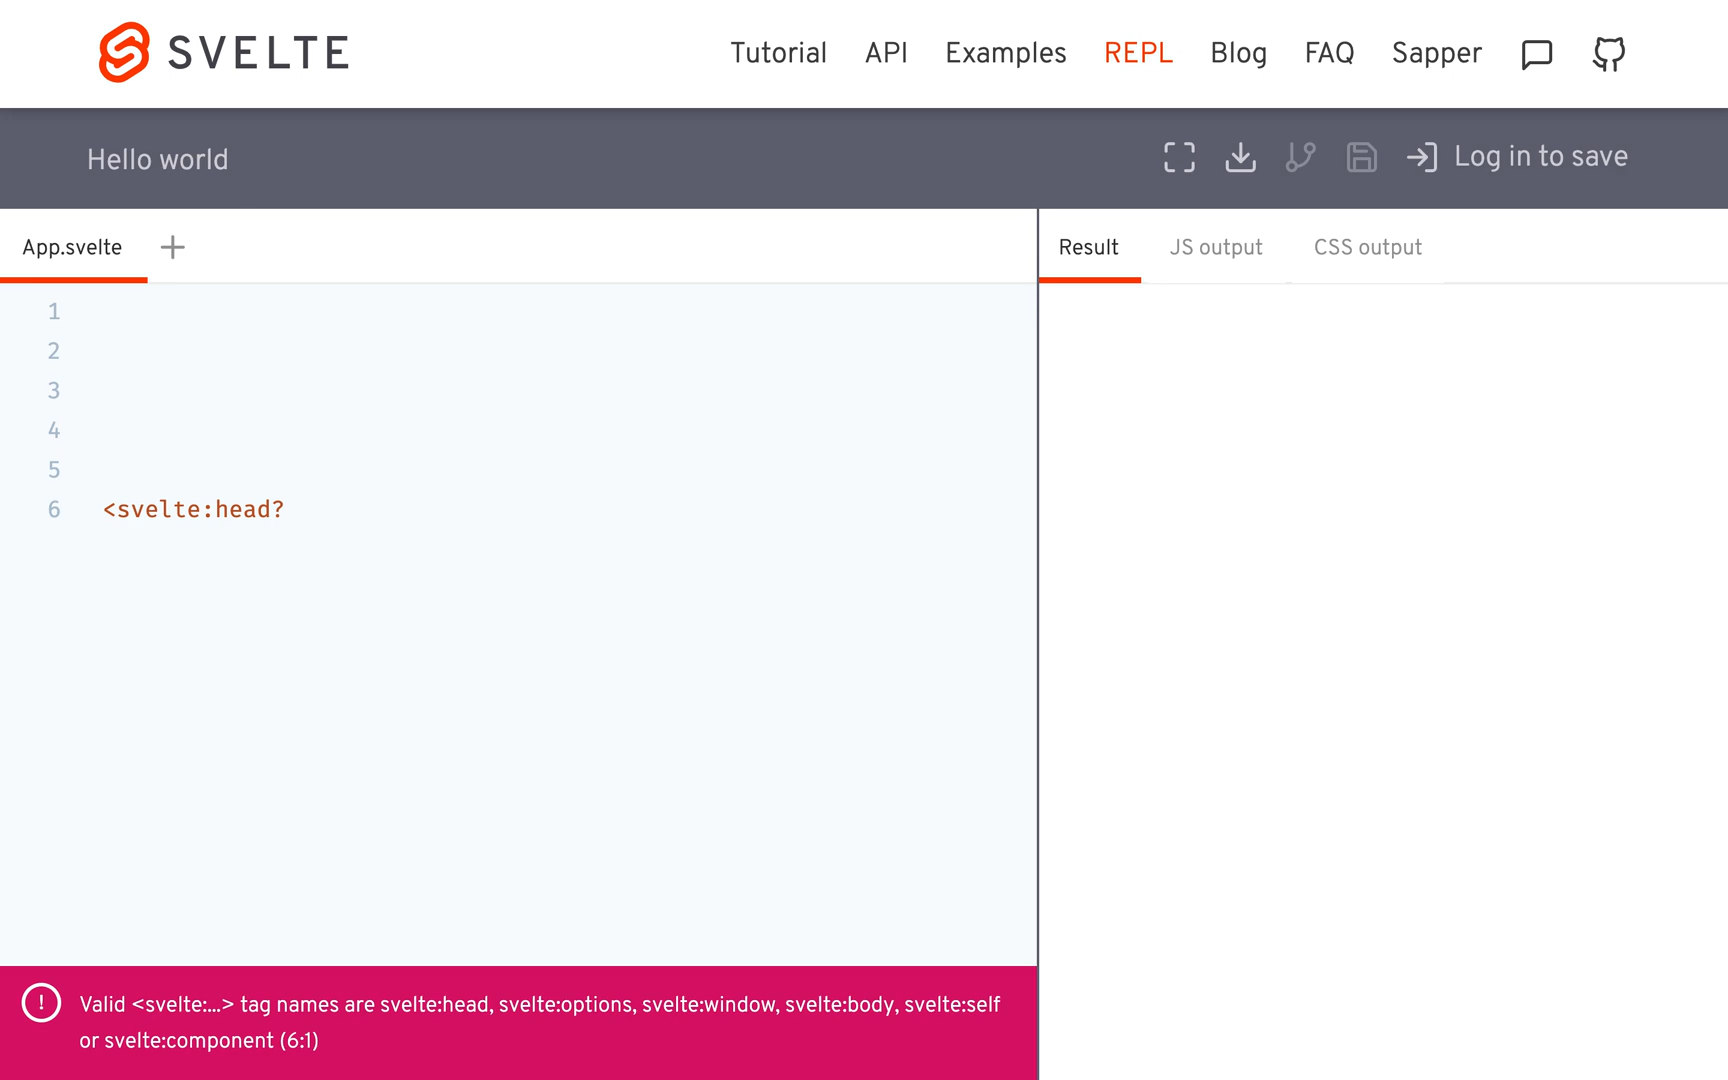 SVELTE
Tutorial API Examples REPL Blog FAQ Sapper
Hello world
Log in to save
App.svelte
Result JS output CSS output
1
2
3
4
5
6 <svelte:head?
Valid <svelte:...> tag names are svelte:head, svelte:options, svelte:window, svelte:body, svelte:self
or svelte:component (6:1)